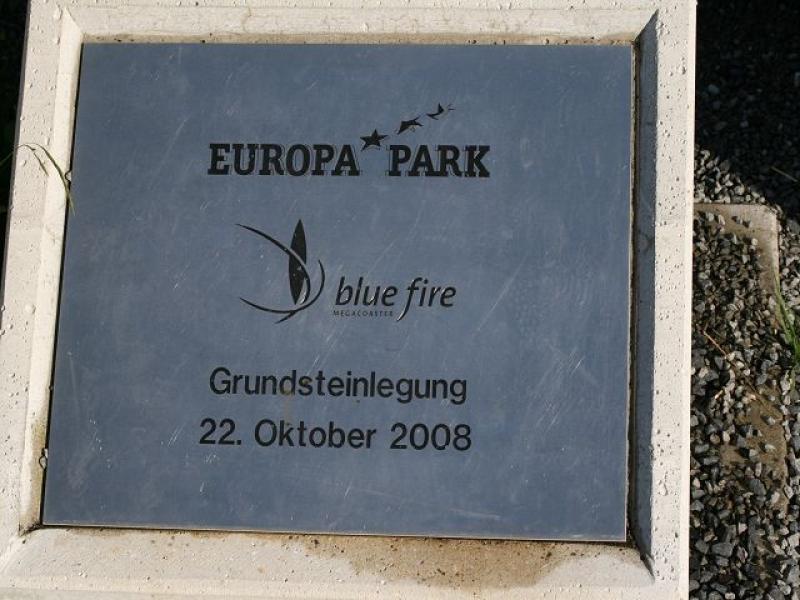 EUROPA PARK
blue fire
MEGACOASTER
Grundsteinlegung
22. Oktober 2008